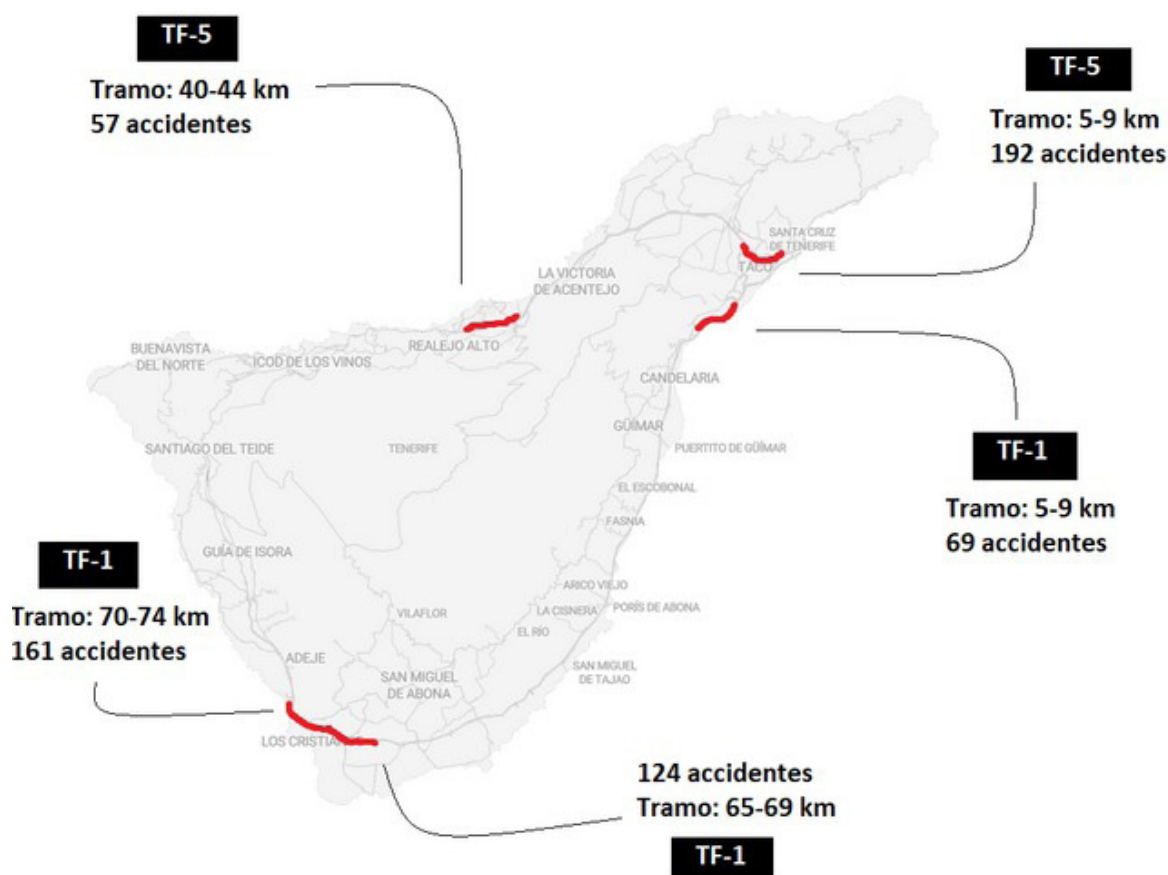 TF-5
Tramo: 40-44 km
57 accidentes
TF-5
Tramo: 5-9 km
192 accidentes
SANTA CRUZ
DE TENERIFE
TACO
LA VICTORIA
DE ACENTEJO
REALEJO ALTO
BUENAVISTA
DEL NORTE
ICOD DE LOS VINOS
CANDELARIA
GÜÍMAR
SANTIAGO DEL TEIDE
TENERIFE
PUERTITO DE GÜÍMAR
TF-1
Tramo: 5-9 km
69 accidentes
EL ESCOBONAL
FASNIA
GUÍA DE ISORA
TF-1
Tramo: 70-74 km
161 accidentes
ARICO VIEJO
LA CISNERA
PORÍS DE ABONA
VILAFLOR
EL RÍO
ADEJE
SAN MIGUEL
DE ABONA
SAN MIGUEL
DE TAJAO
LOS CRISTIANOS
124 accidentes
Tramo: 65-69 km
TF-1